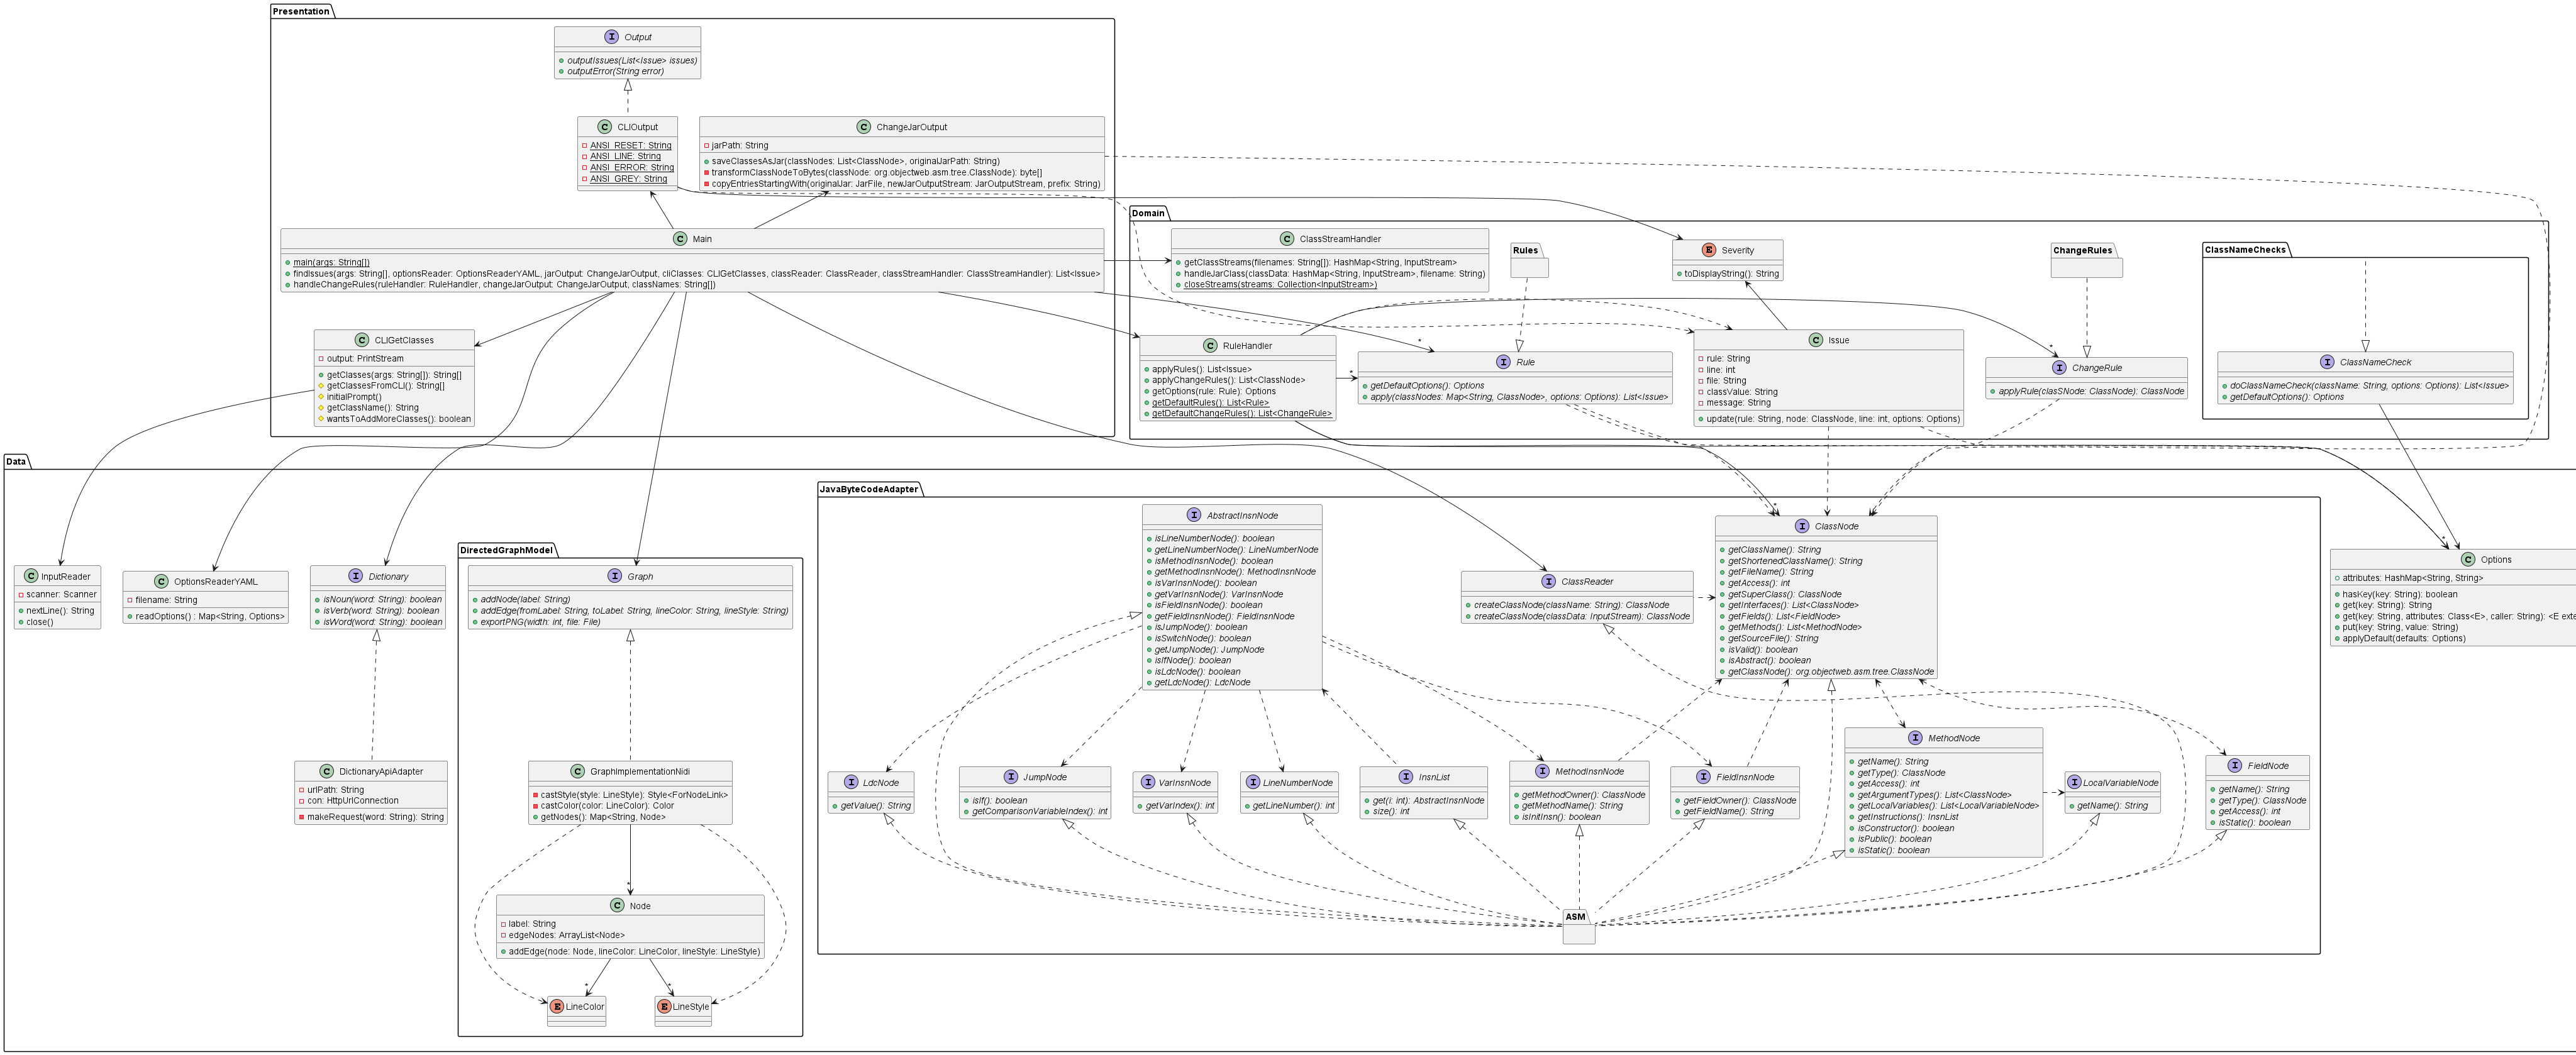 Presentation
I Output
outputIssues(List<Issue> issues)
outputError(String error)
C CLIOutput
ANSI_RESET: String
ANSI_LINE: String
ANSI_ERROR: String
ANSI_GREY: String
C ChangeJarOutput
jarPath: String
saveClassesAsJar(classNodes: List<ClassNode>, originalJarPath: String)
transformClassNodeToBytes(classNode: org.objectweb.asm.tree.ClassNode): byte[]
copyEntriesStartingWith(originalJar: JarFile, newJarOutputStream: JarOutputStream, prefix: String)
C Main
main(args: String[])
findIssues(args: String[], optionsReader: OptionsReaderYAML, jarOutput: ChangeJarOutput, cliClasses: CLIGetClasses, classReader: ClassReader, classStreamHandler: ClassStreamHandler): List<Issue>
handleChangeRules(ruleHandler: RuleHandler, changeJarOutput: ChangeJarOutput, classNames: String[])
C CLIGetClasses
output: PrintStream
getClasses(args: String[]): String[]
getClassesFromCLI(): String[]
initialPrompt()
getClassName(): String
wantsToAddMoreClasses(): boolean
Domain
C ClassStreamHandler
getClassStreams(filenames: String[]): HashMap<String, InputStream>
handleJarClass(classData: HashMap<String, InputStream>, filename: String)
closeStreams(streams: Collection<InputStream>)
Rules
E Severity
toDisplayString(): String
ChangeRules
ClassNameChecks
C RuleHandler
applyRules(): List<Issue>
applyChangeRules(): List<ClassNode>
getOptions(rule: Rule): Options
getDefaultRules(): List<Rule>
getDefaultChangeRules(): List<ChangeRule>
*
*
I Rule
getDefaultOptions(): Options
apply(classNodes: Map<String, ClassNode>, options: Options): List<Issue>
C Issue
rule: String
line: int
file: String
classValue: String
message: String
update(rule: String, node: ClassNode, line: int, options: Options)
*
I ChangeRule
applyRule(clasSNode: ClassNode): ClassNode
I ClassNameCheck
doClassNameCheck(className: String, options: Options): List<Issue>
getDefaultOptions(): Options
Data
C InputReader
scanner: Scanner
nextLine(): String
close()
C OptionsReaderYAML
filename: String
readOptions() : Map<String, Options>
I Dictionary
isNoun(word: String): boolean
isVerb(word: String): boolean
isWord(word: String): boolean
C DictionaryApiAdapter
urlPath: String
con: HttpUrlConnection
makeRequest(word: String): String
DirectedGraphModel
I Graph
addNode(label: String)
addEdge(fromLabel: String, toLabel: String, lineColor: String, lineStyle: String)
exportPNG(width: int, file: File)
C GraphImplementationNidi
castStyle(style: LineStyle): Style<ForNodeLink>
castColor(color: LineColor): Color
getNodes(): Map<String, Node>
*
C Node
label: String
edgeNodes: ArrayList<Node>
addEdge(node: Node, lineColor: LineColor, lineStyle: LineStyle)
*
*
E LineColor
E LineStyle
JavaByteCodeAdapter
I AbstractInsnNode
isLineNumberNode(): boolean
getLineNumberNode(): LineNumberNode
isMethodInsnNode(): boolean
getMethodInsnNode(): MethodInsnNode
isVarInsnNode(): boolean
getVarInsnNode(): VarInsnNode
isFieldInsnNode(): boolean
getFieldInsnNode(): FieldInsnNode
isJumpNode(): boolean
isSwitchNode(): boolean
getJumpNode(): JumpNode
isIfNode(): boolean
isLdcNode(): boolean
getLdcNode(): LdcNode
I ClassReader
createClassNode(className: String): ClassNode
createClassNode(classData: InputStream): ClassNode
*
I ClassNode
getClassName(): String
getShortenedClassName(): String
getFileName(): String
getAccess(): int
getSuperClass(): ClassNode
getInterfaces(): List<ClassNode>
getFields(): List<FieldNode>
getMethods(): List<MethodNode>
getSourceFile(): String
isValid(): boolean
isAbstract(): boolean
getClassNode(): org.objectweb.asm.tree.ClassNode
*
C Options
attributes: HashMap<String, String>
hasKey(key: String): boolean
get(key: String): String
get(key: String, attributes: Class<E>, caller: String): <E exte
put(key: String, value: String)
applyDefault(defaults: Options)
I LdcNode
getValue(): String
I JumpNode
isIf(): boolean
getComparisonVariableIndex(): int
I VarInsnNode
getVarIndex(): int
I LineNumberNode
getLineNumber(): int
I InsnList
get(i: int): AbstractInsnNode
size(): int
I MethodInsnNode
getMethodOwner(): ClassNode
getMethodName(): String
isInitInsn(): boolean
I FieldInsnNode
getFieldOwner(): ClassNode
getFieldName(): String
I MethodNode
getName(): String
getType(): ClassNode
getAccess(): int
getArgumentTypes(): List<ClassNode>
getLocalVariables(): List<LocalVariableNode>
getInstructions(): InsnList
isConstructor(): boolean
isPublic(): boolean
isStatic(): boolean
I LocalVariableNode
getName(): String
I FieldNode
getName(): String
getType(): ClassNode
getAccess(): int
isStatic(): boolean
ASM